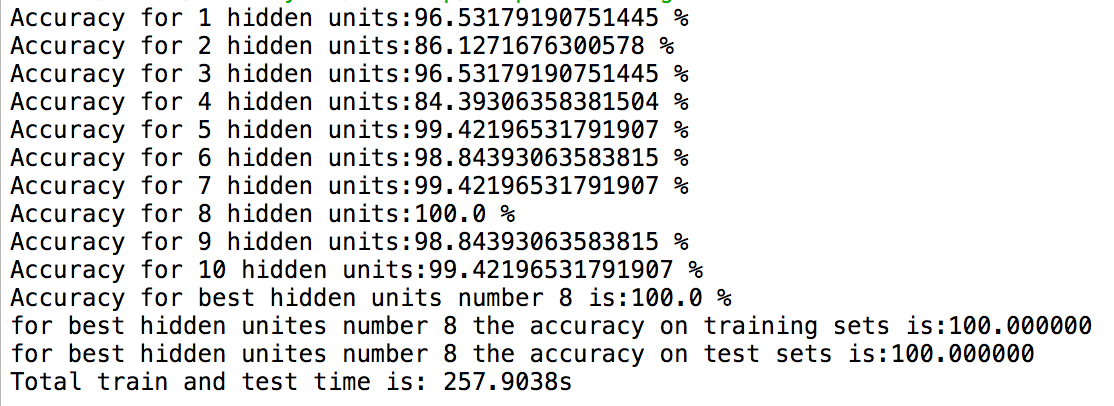 Accuracy for 1 hidden units:96.53179190751445 %
Accuracy for 2 hidden units:86.1271676300578 %
Accuracy for 3 hidden units:96.53179190751445 %
Accuracy for 4 hidden units:84.39306358381504 %
Accuracy for 5 hidden units:99.42196531791907 %
Accuracy for 6 hidden units:98.84393063583815 %
Accuracy for 7 hidden units:99.42196531791907 %
Accuracy for 8 hidden units:100.0 %
Accuracy for 9 hidden units:98.84393063583815 %
Accuracy for 10 hidden units:99.42196531791907 %
Accuracy for best hidden units number 8 is:100.0 %
for best hidden unites number 8 the accuracy on training sets is:100.000000
for best hidden unites number 8 the accuracy on test sets is:100.000000
Total train and test time is: 257.9038s